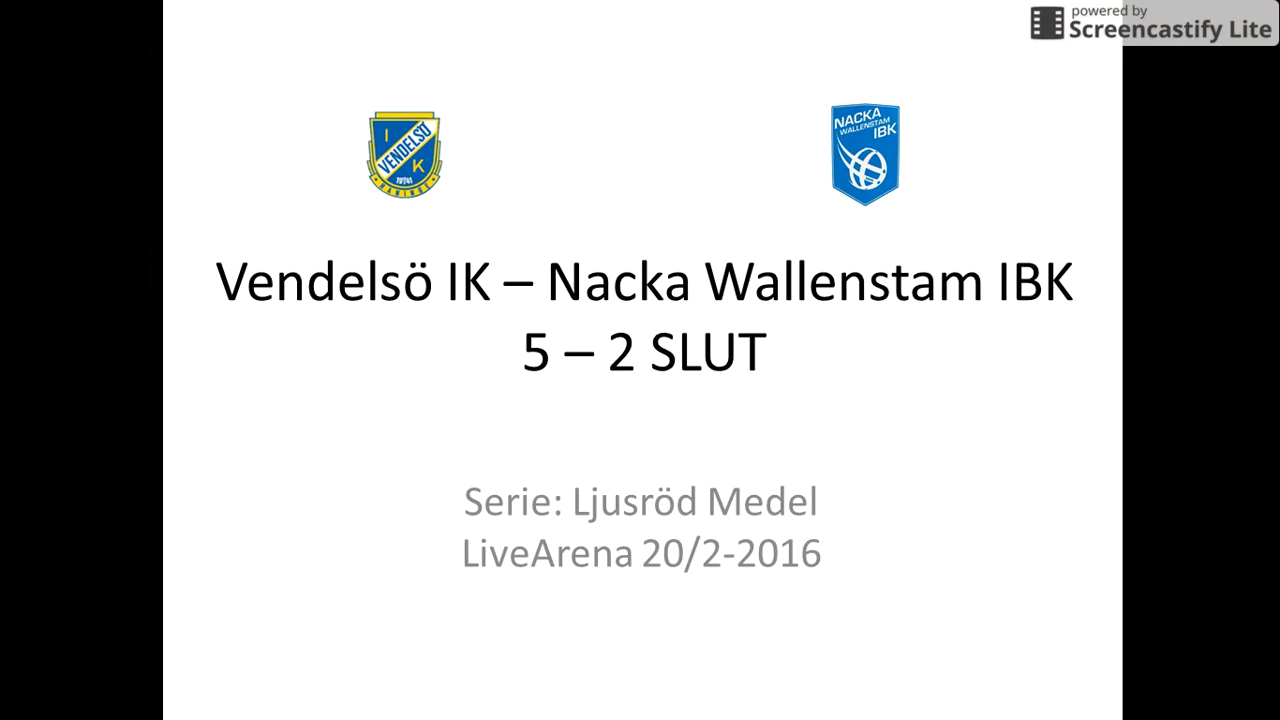 powered by
Screencastify Lite
I
VENDELSÖ
K
HANINGE
NACKA
WALLENSTAM
IBK
Vendelsö IK – Nacka Wallenstam IBK
5 – 2 SLUT
Serie: Ljusröd Medel
LiveArena 20/2-2016